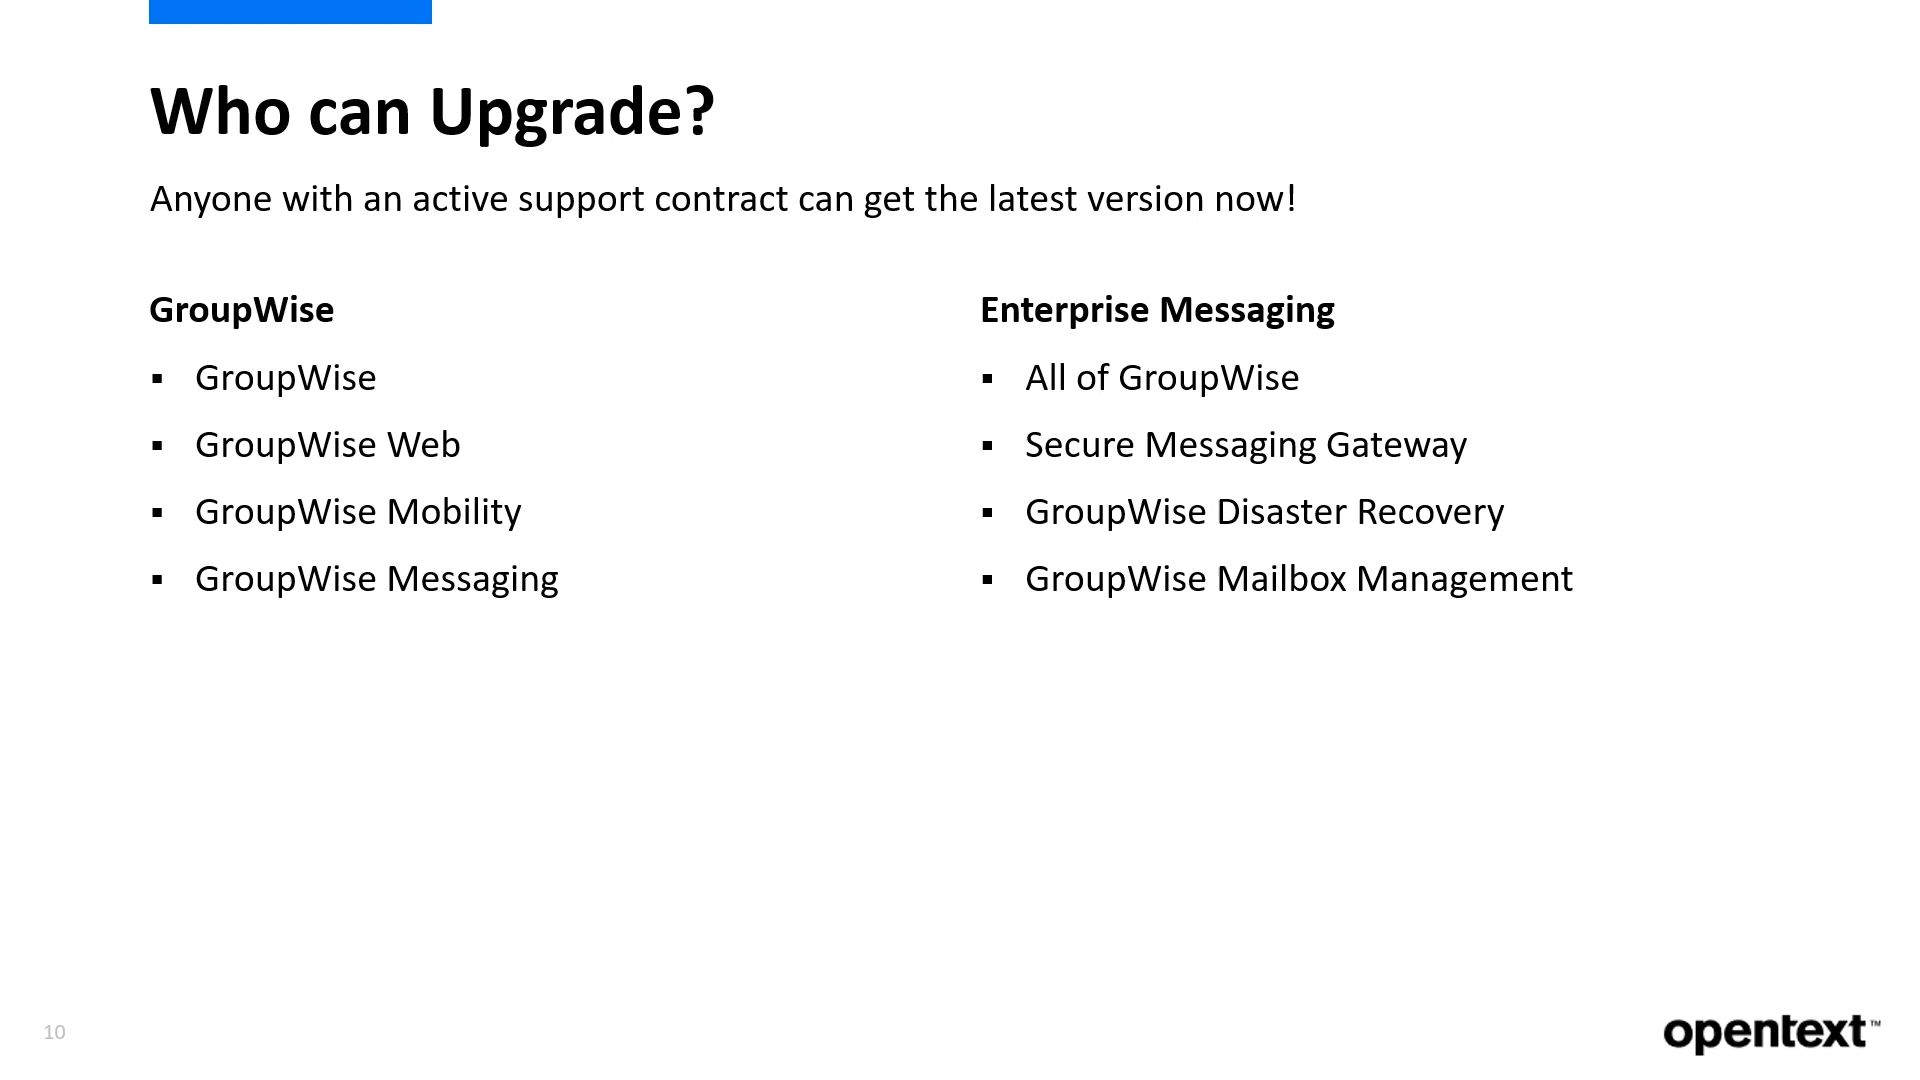 Who can Upgrade?
Anyone with an active support contract can get the latest version now!
GroupWise
▪ GroupWise
▪ GroupWise Web
▪ GroupWise Mobility
▪ GroupWise Messaging
Enterprise Messaging
▪ All of GroupWise
▪ Secure Messaging Gateway
▪ GroupWise Disaster Recovery
▪ GroupWise Mailbox Management
10
opentext™